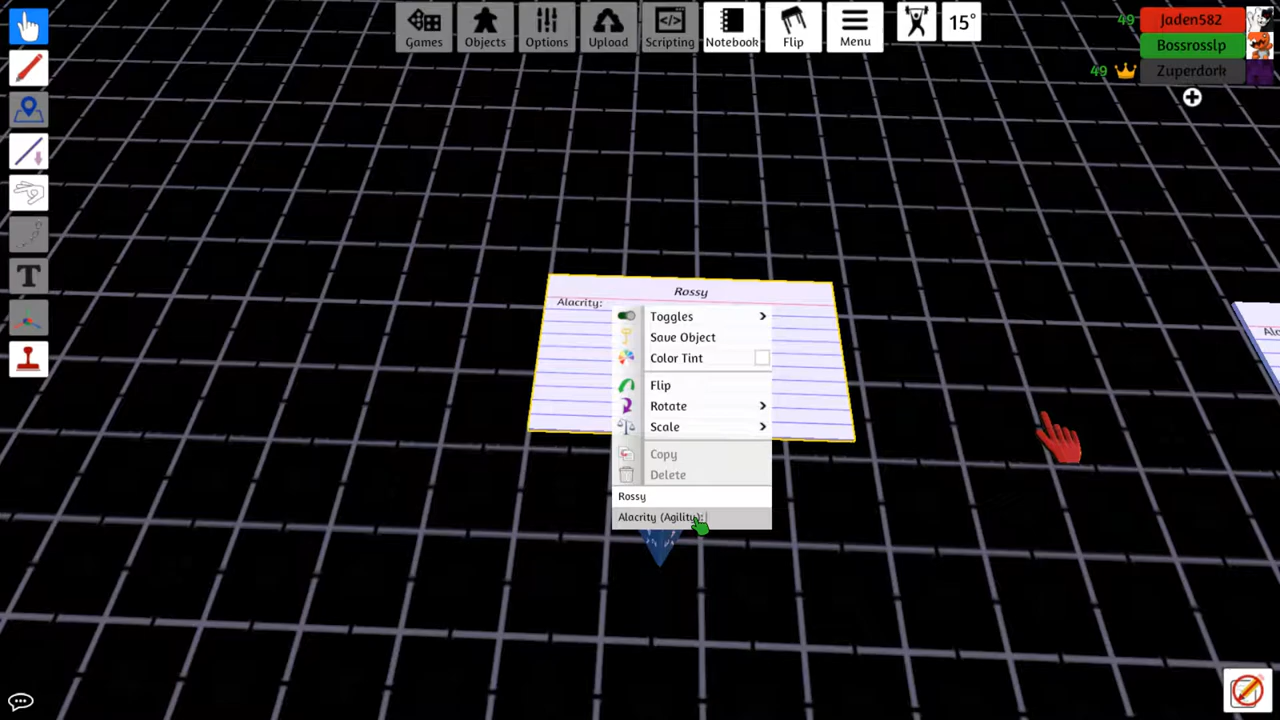 Games
Objects
Options
Upload
Scripting
Notebook
Flip
Menu
15°
49
Jaden582
Bossrosslp
49
Zuperdork
Rossy
Alacrity:
Toggles
Save Object
Color Tint
Flip
Rotate
Scale
Copy
Delete
Rossy
Alacrity (Agility):
T